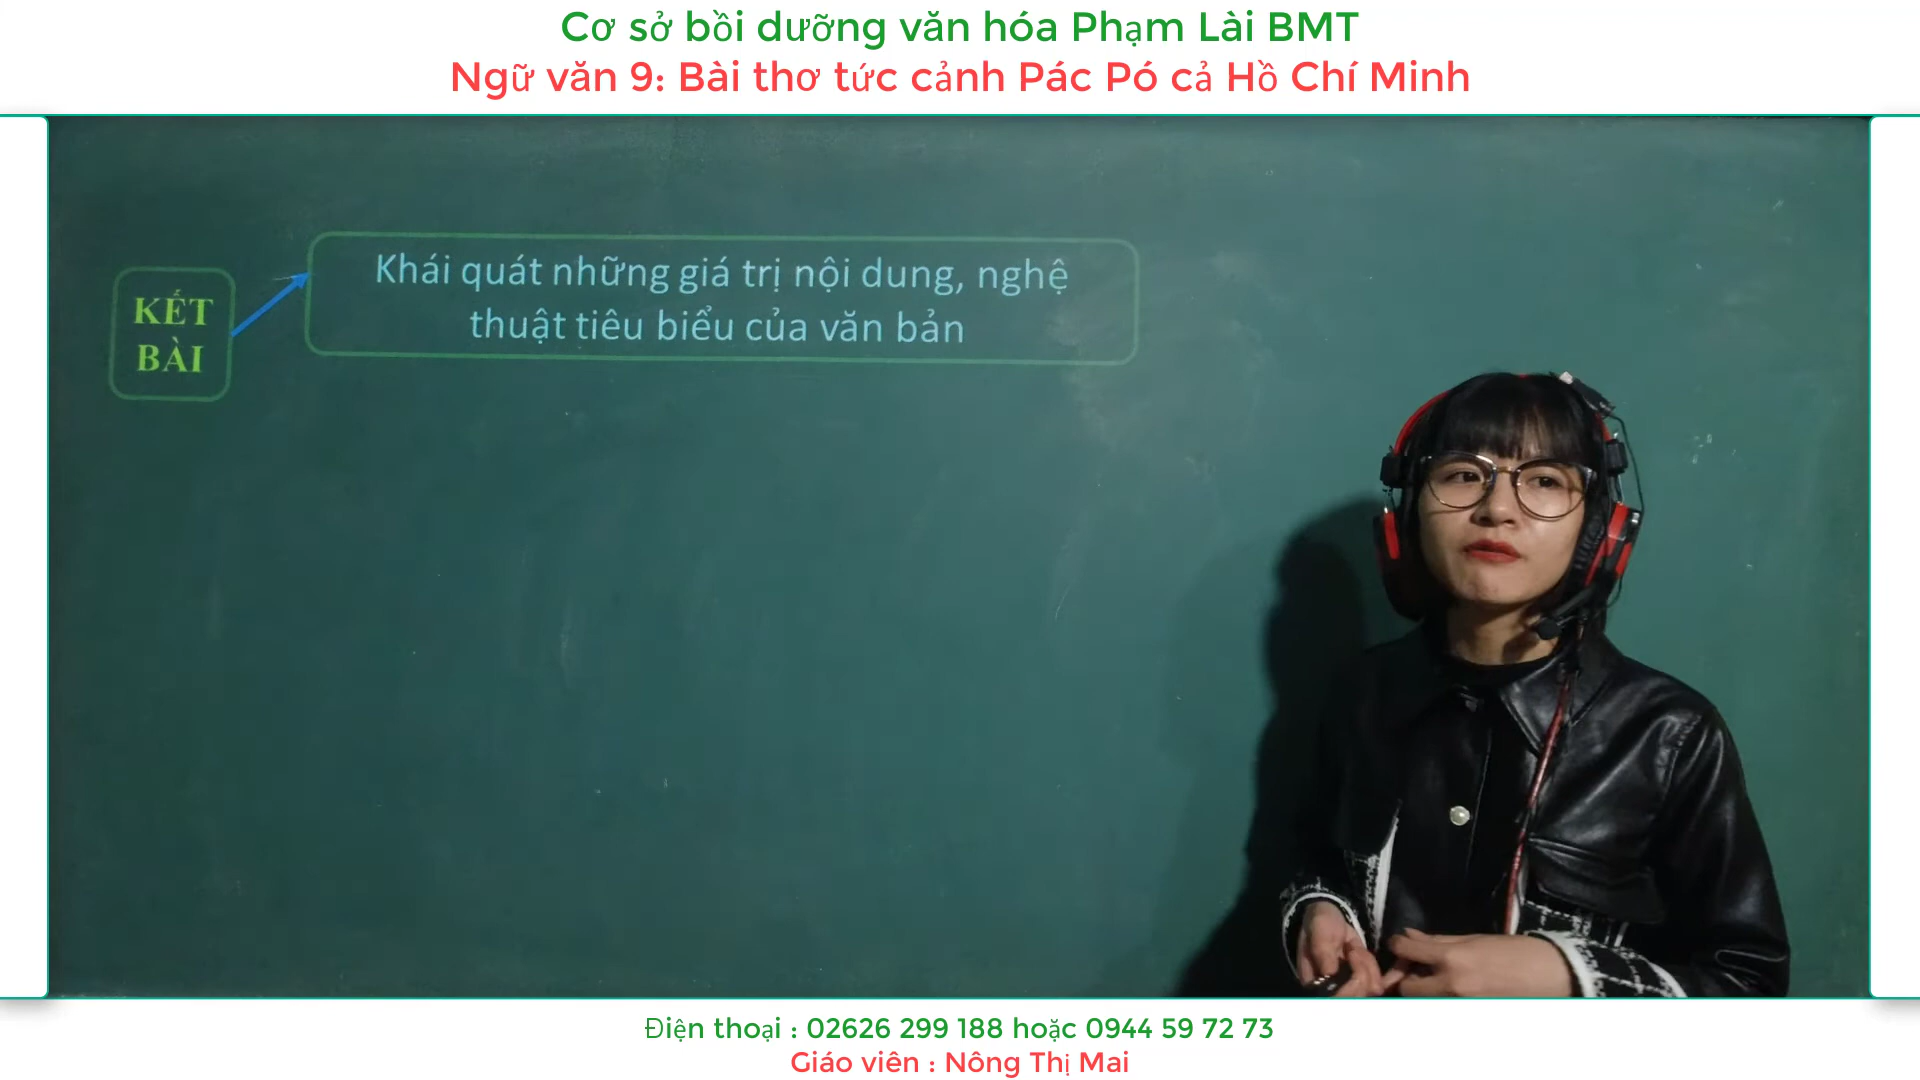 Cơ sở bồi dưỡng văn hóa Phạm Lài BMT
Ngữ văn 9: Bài thơ tức cảnh Pác Pó cả Hồ Chí Minh
Khái quát những giá trị nội dung, nghệ
thuật tiêu biểu của văn bản
KẾT
BÀI
Điện thoại : 02626 299 188 hoặc 0944 59 72 73
Giáo viên : Nông Thị Mai